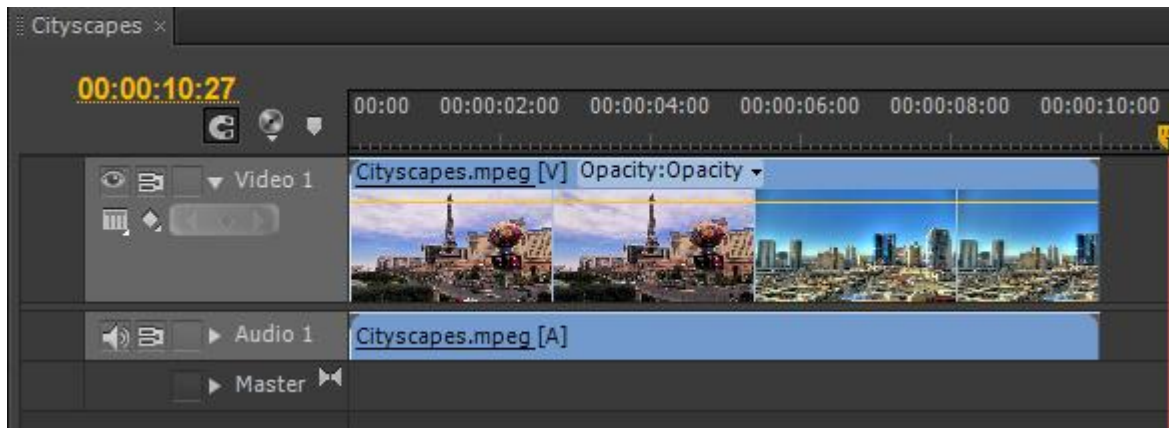 Cityscapes ×
00:00:10:27
00:00 00:00:02:00 00:00:04:00 00:00:06:00 00:00:08:00 00:00:10:00
Video 1
Cityscapes.mpeg [V] Opacity:Opacity
Audio 1
Cityscapes.mpeg [A]
Master